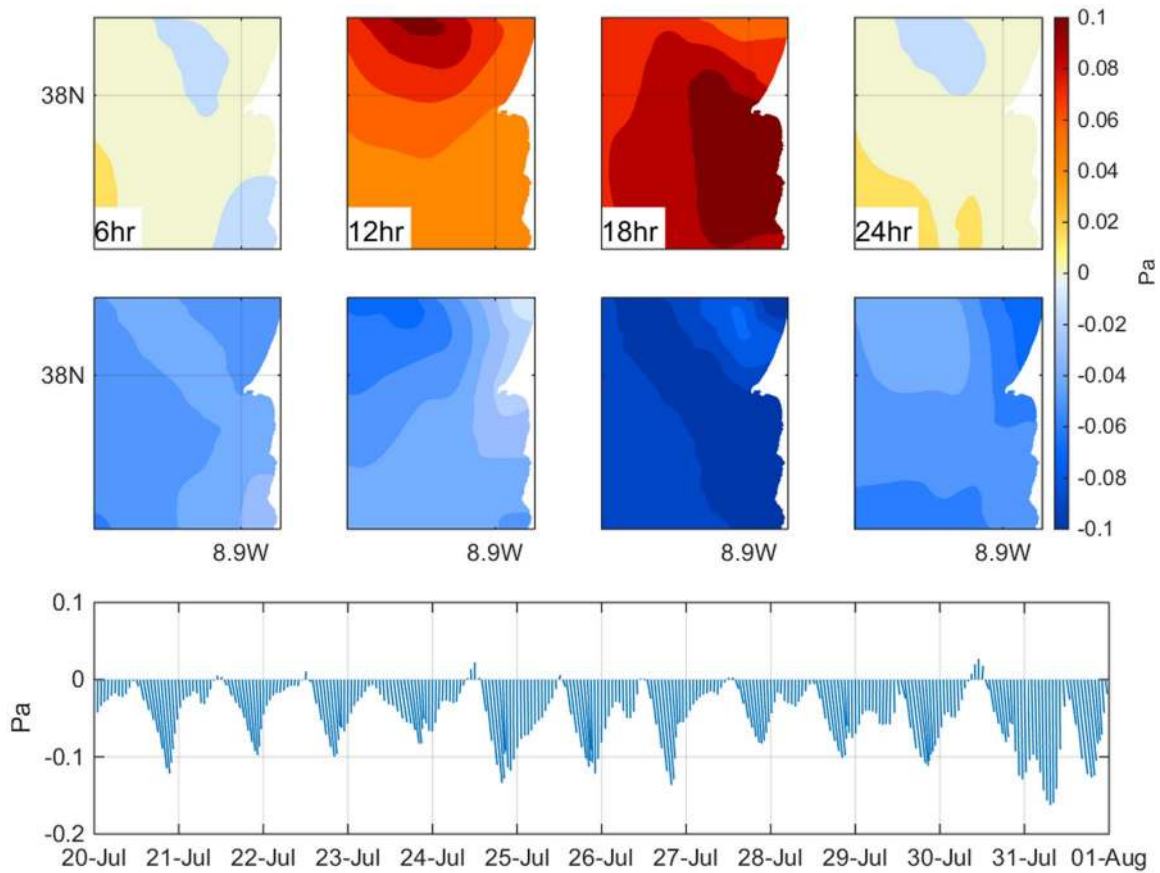 0.1
0.08
38N
0.06
0.04
6hr 12hr 18hr 24hr
0.02
0
Pa
-0.02
38N
-0.04
-0.06
-0.08
-0.1
8.9W 8.9W 8.9W 8.9W
0.1
0
Pa
-0.1
-0.2
20-Jul 21-Jul 22-Jul 23-Jul 24-Jul 25-Jul 26-Jul 27-Jul 28-Jul 29-Jul 30-Jul 31-Jul 01-Aug